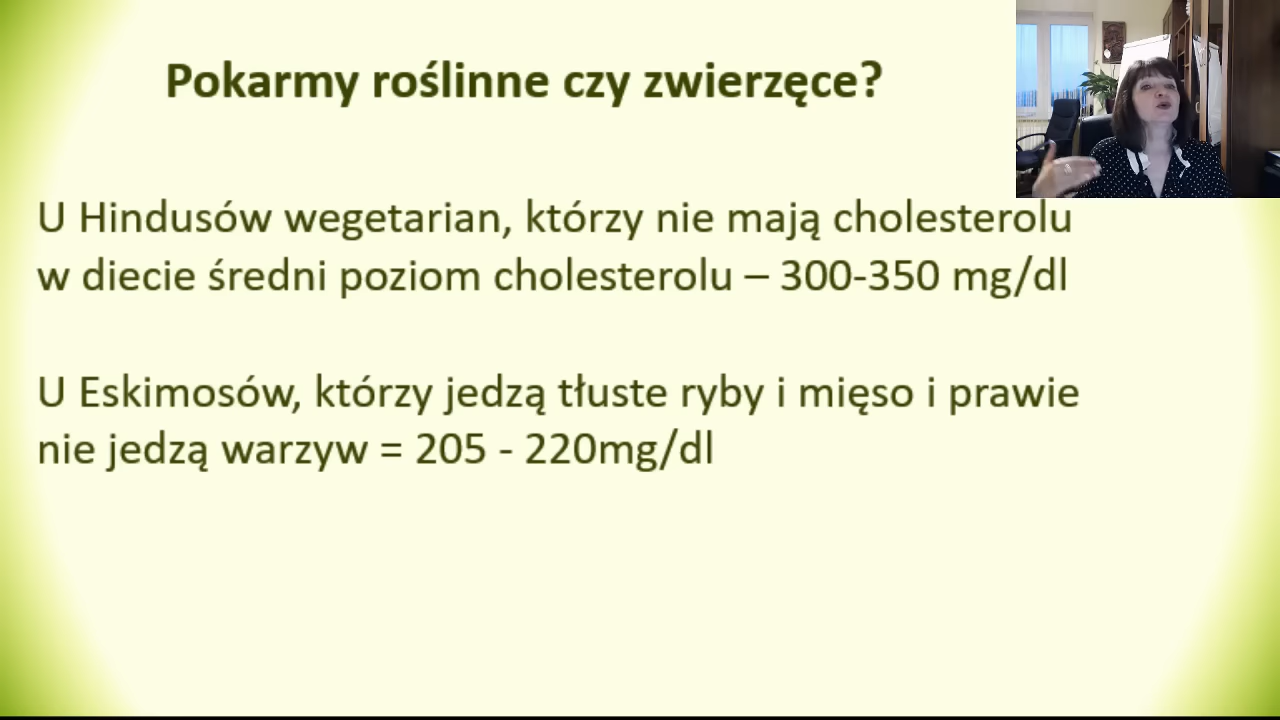 Pokarmy roślinne czy zwierzęce?
U Hindusów wegetarian, którzy nie mają cholesterolu
w diecie średni poziom cholesterolu – 300-350 mg/dl
U Eskimosów, którzy jedzą tłuste ryby i mięso i prawie
nie jedzą warzyw = 205 - 220mg/dl